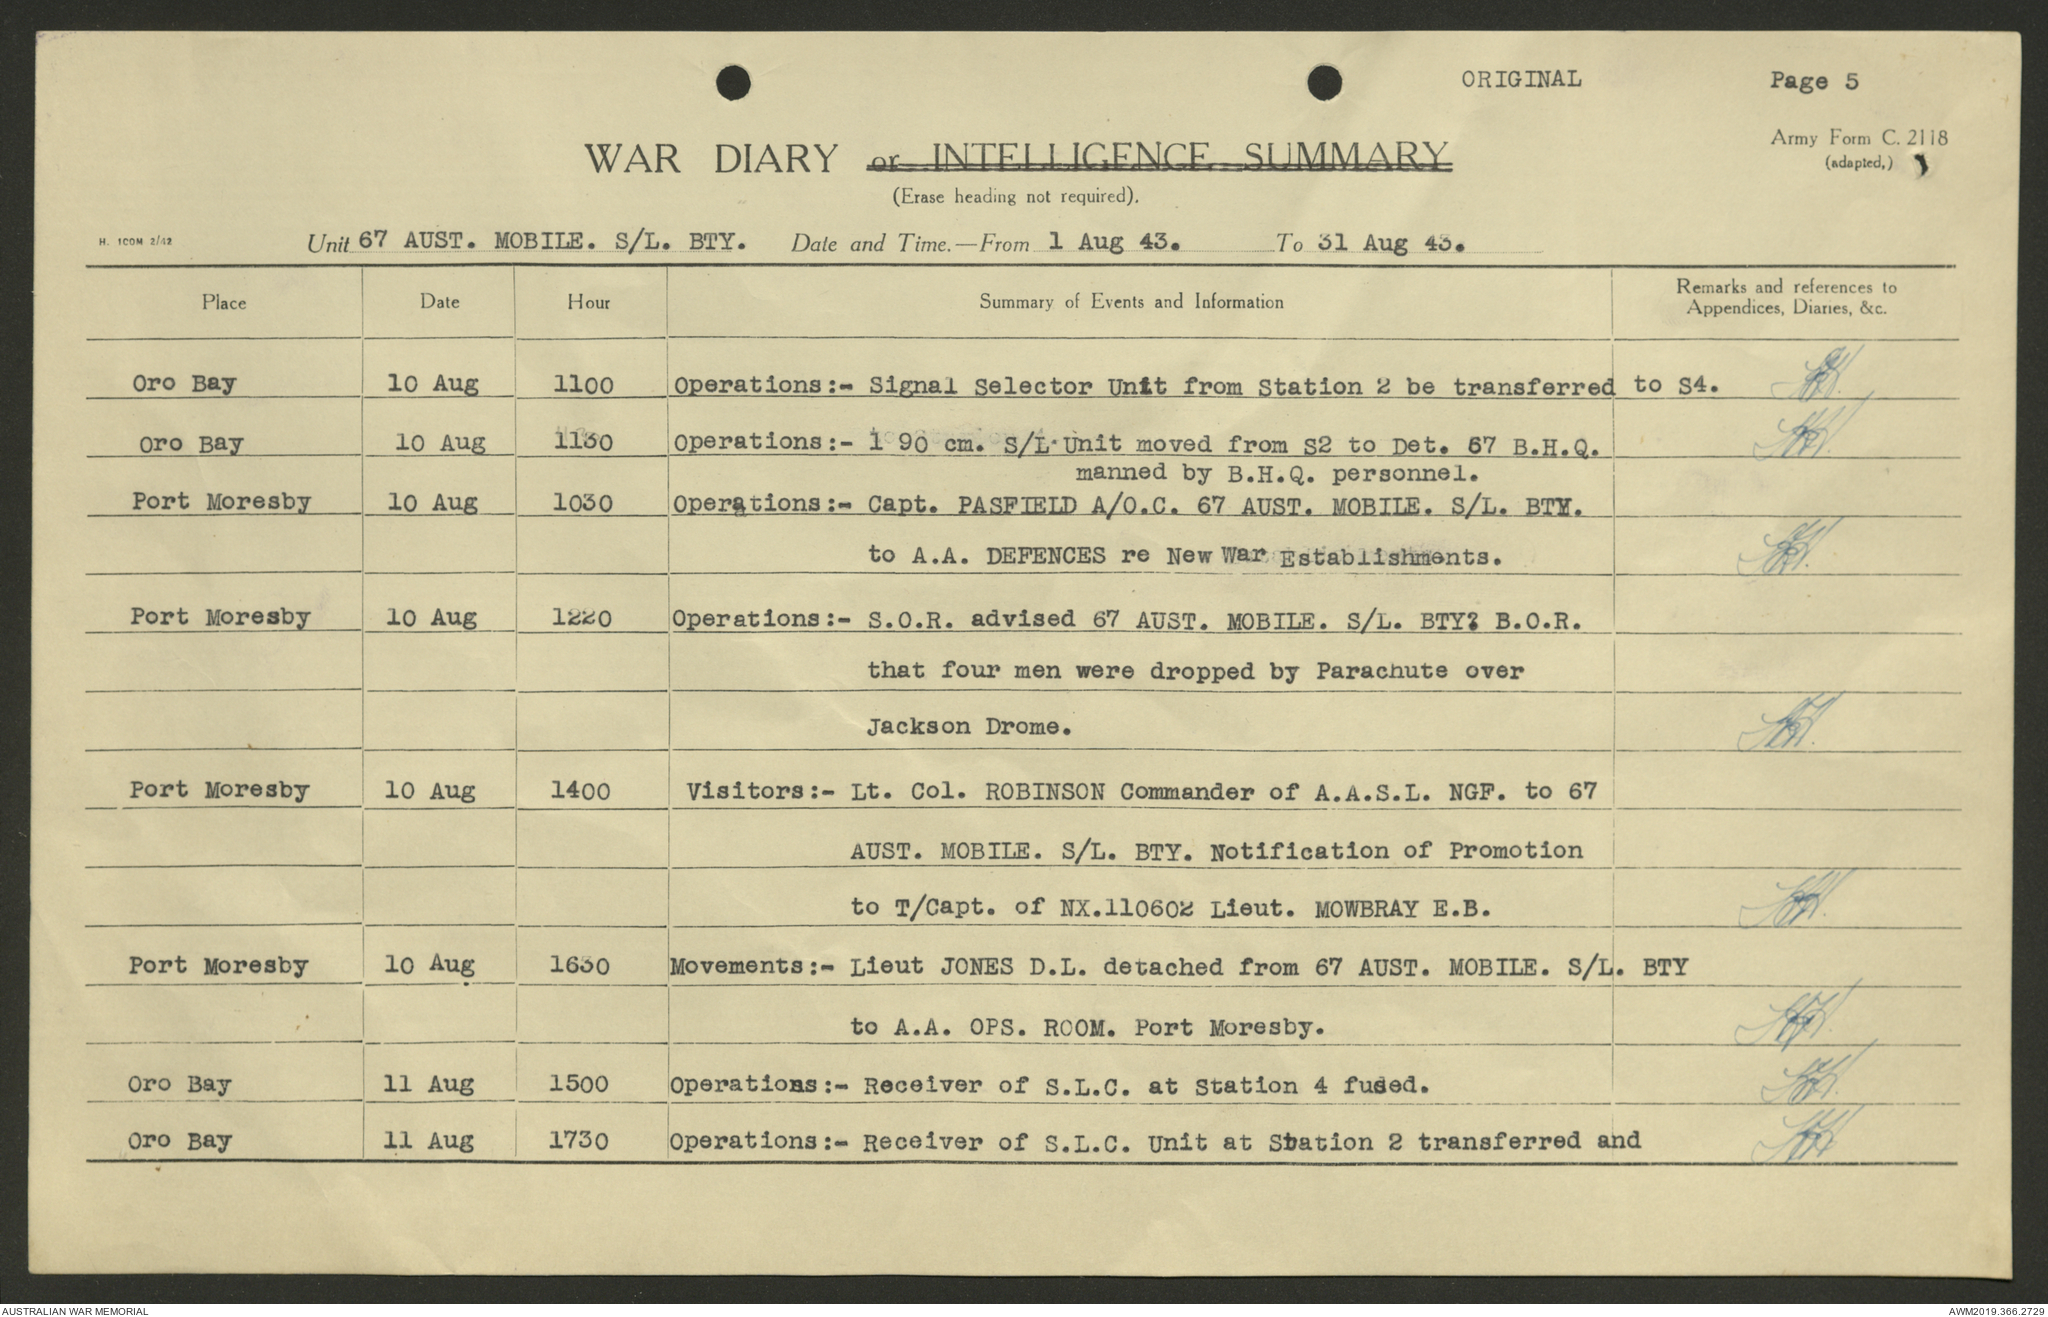 ORIGINAL Page 5
Army Form C. 2118
(adapted,)
WAR DIARY or INTELLIGENCE SUMMARY
(Erase heading not required).
H. 1COM 2/42 Unit 67 AUST. MOBILE. S/L. BTY. Date and Time.—From 1 Aug 43. To 31 Aug 43.
Place Date Hour Summary of Events and Information Remarks and references to Appendices, Diaries, &c.
Oro Bay 10 Aug 1100 Operations:- Signal Selector Unit from Station 2 be transferred to S4.
Oro Bay 10 Aug 1130 Operations:- 1 90 cm. S/L Unit moved from S2 to Det. 67 B.H.Q.
manned by B.H.Q. personnel.
Port Moresby 10 Aug 1030 Operations:- Capt. PASFIELD A/O.C. 67 AUST. MOBILE. S/L. BTY.
to A.A. DEFENCES re New War Establishments.
Port Moresby 10 Aug 1220 Operations:- S.O.R. advised 67 AUST. MOBILE. S/L. BTY? B.O.R.
that four men were dropped by Parachute over
Jackson Drome.
Port Moresby 10 Aug 1400 Visitors:- Lt. Col. ROBINSON Commander of A.A.S.L. NGF. to 67
AUST. MOBILE. S/L. BTY. Notification of Promotion
to T/Capt. of NX.110602 Lieut. MOWBRAY E.B.
Port Moresby 10 Aug 1630 Movements:- Lieut JONES D.L. detached from 67 AUST. MOBILE. S/L. BTY
to A.A. OPS. ROOM. Port Moresby.
Oro Bay 11 Aug 1500 Operations:- Receiver of S.L.C. at Station 4 fused.
Oro Bay 11 Aug 1730 Operations:- Receiver of S.L.C. Unit at Station 2 transferred and
AUSTRALIAN WAR MEMORIAL AWM2019.366.2729